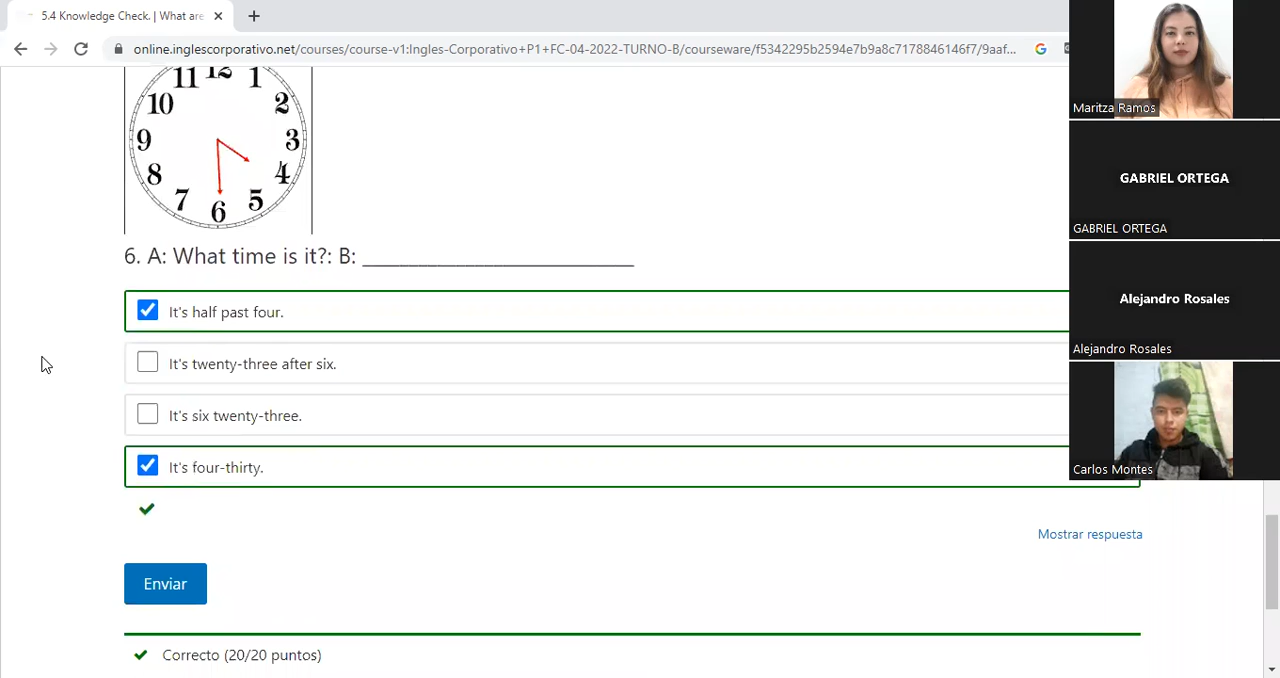 5.4 Knowledge Check. | What are
online.inglescorporativo.net/courses/course-v1:Ingles-Corporativo+P1+FC-04-2022-TURNO-B/courseware/f5342295b2594e7b9a8c7178846146f7/9aaf...
11 12 1
10 2
9 3
8 4
7 6 5
6. A: What time is it?: B: ___________________________
It's half past four.
It's twenty-three after six.
It's six twenty-three.
It's four-thirty.
Mostrar respuesta
Enviar
Correcto (20/20 puntos)
Maritza Ramos
GABRIEL ORTEGA
GABRIEL ORTEGA
Alejandro Rosales
Alejandro Rosales
Carlos Montes